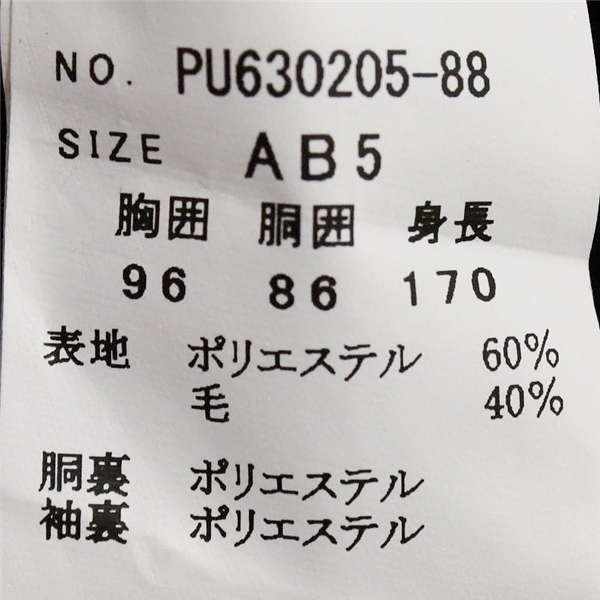 NO. PU630205-88
SIZE AB5
胸囲 胴囲 身長
96 86 170
表地 ポリエステル 60%
毛 40%
胴裏 ポリエステル
袖裏 ポリエステル